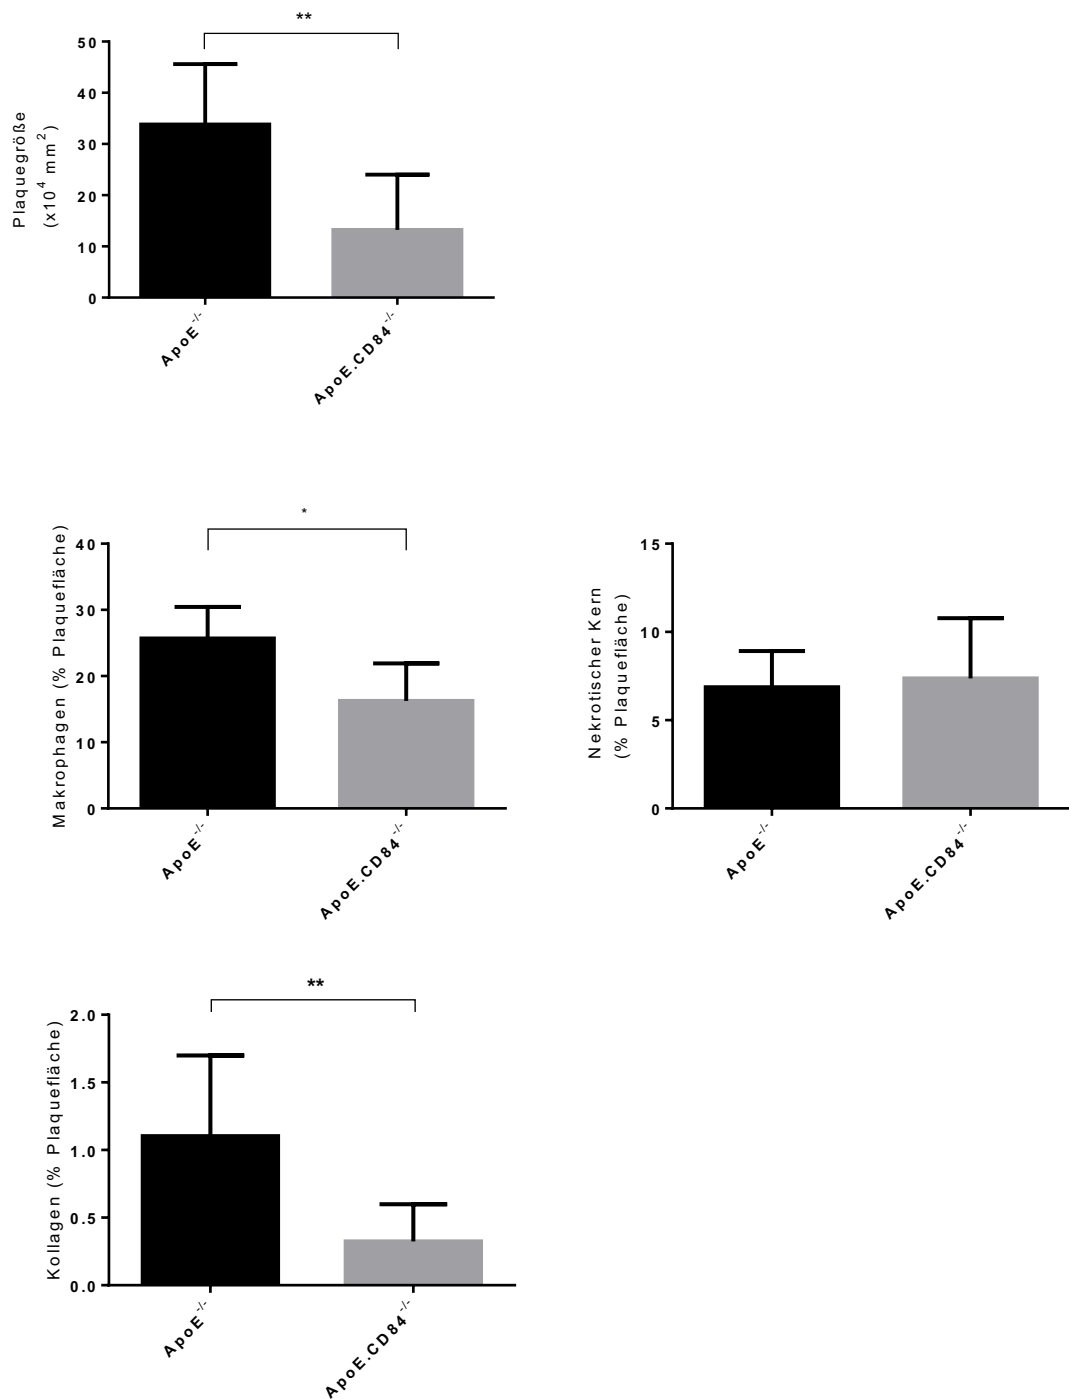 **
Plaquegröße
(x10⁴ mm²)
50
40
30
20
10
0
ApoE⁻/⁻
ApoE.CD84⁻/⁻
*
Makrophagen (% Plaquefläche)
40
30
20
10
0
ApoE⁻/⁻
ApoE.CD84⁻/⁻
Nekrotischer Kern
(% Plaquefläche)
15
10
5
0
ApoE⁻/⁻
ApoE.CD84⁻/⁻
**
Kollagen (% Plaquefläche)
2.0
1.5
1.0
0.5
0.0
ApoE⁻/⁻
ApoE.CD84⁻/⁻